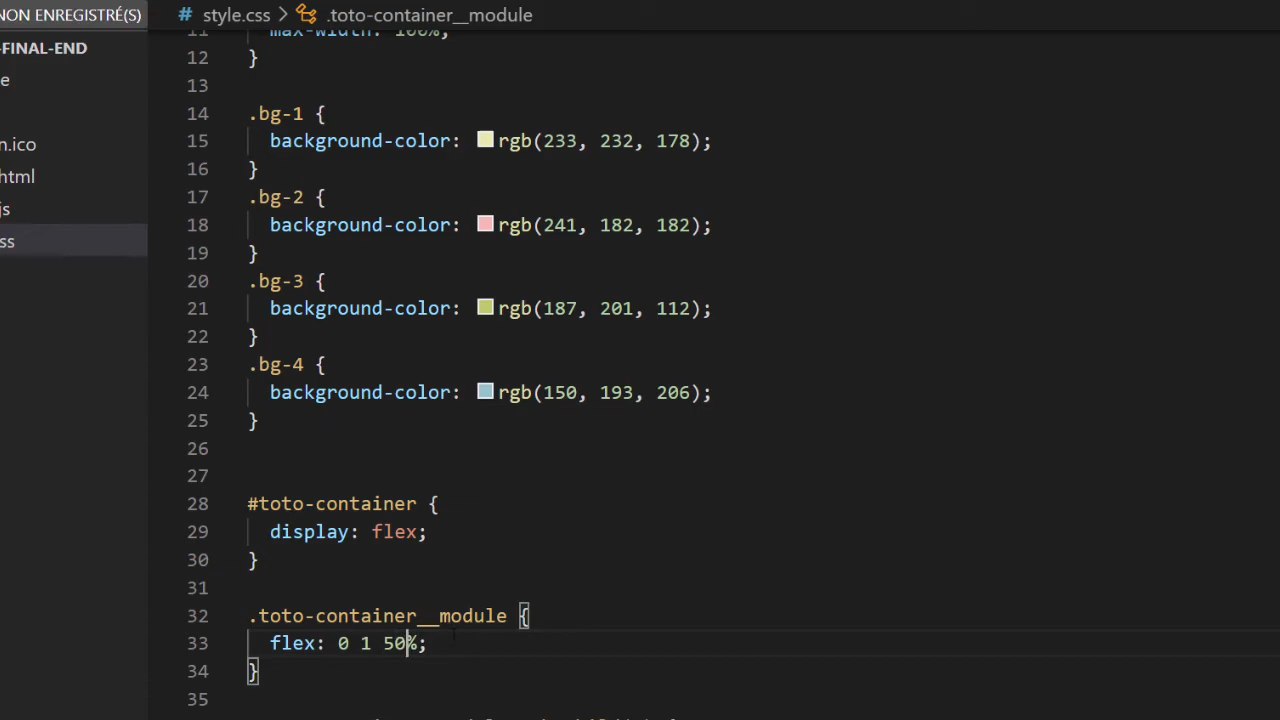 NON ENREGISTRÉ(S)
# style.css > .toto-container__module
-FINAL-END
e
n.ico
html
js
ss
11 max-width: 100%;
12 }
13
14 .bg-1 {
15 background-color: rgb(233, 232, 178);
16 }
17 .bg-2 {
18 background-color: rgb(241, 182, 182);
19 }
20 .bg-3 {
21 background-color: rgb(187, 201, 112);
22 }
23 .bg-4 {
24 background-color: rgb(150, 193, 206);
25 }
26
27
28 #toto-container {
29 display: flex;
30 }
31
32 .toto-container__module {
33 flex: 0 1 50%;
34 }
35